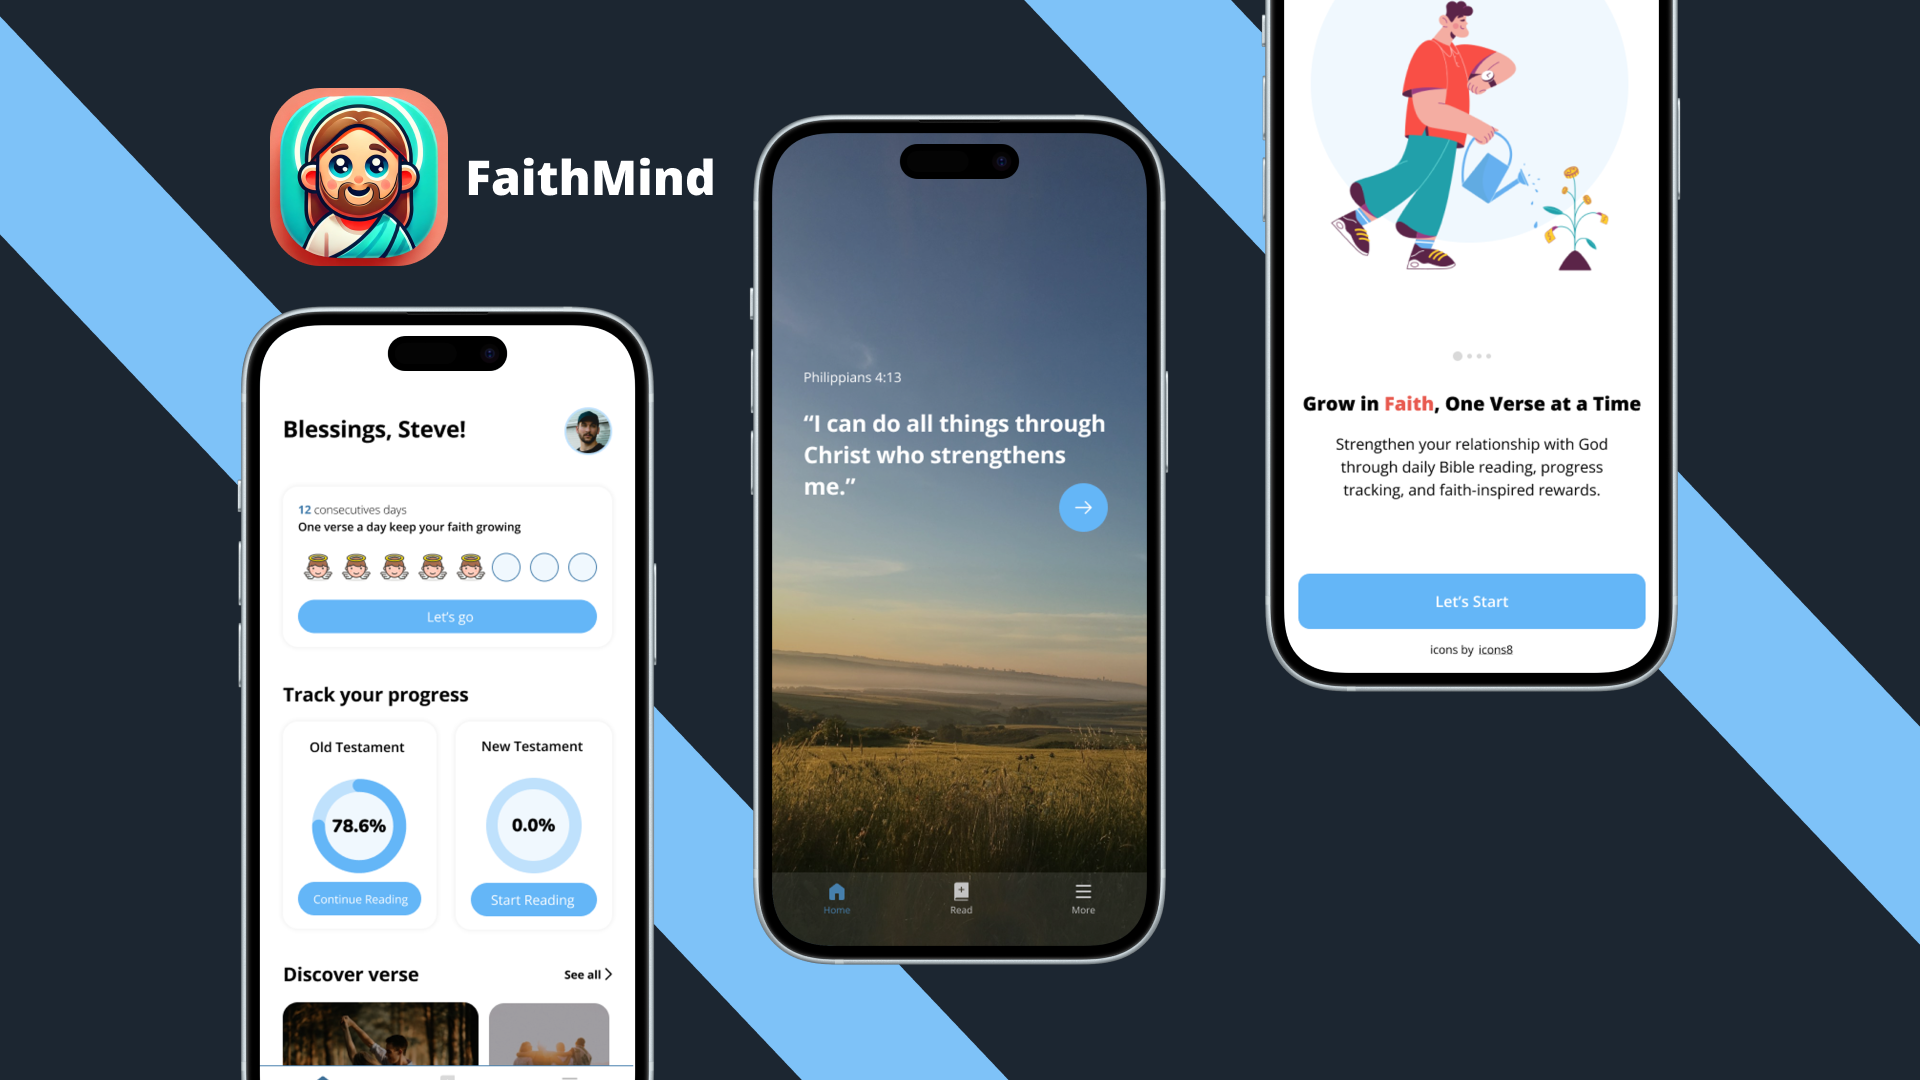 FaithMind
Blessings, Steve!
12 consecutives days
One verse a day keep your faith growing
Let's go
Track your progress
Old Testament
78.6%
Continue Reading
New Testament
0.0%
Start Reading
Discover verse
See all
Philippians 4:13
“I can do all things through
Christ who strengthens
me.”
Home
Read
More
Grow in Faith, One Verse at a Time
Strengthen your relationship with God
through daily Bible reading, progress
tracking, and faith-inspired rewards.
Let's Start
icons by icons8